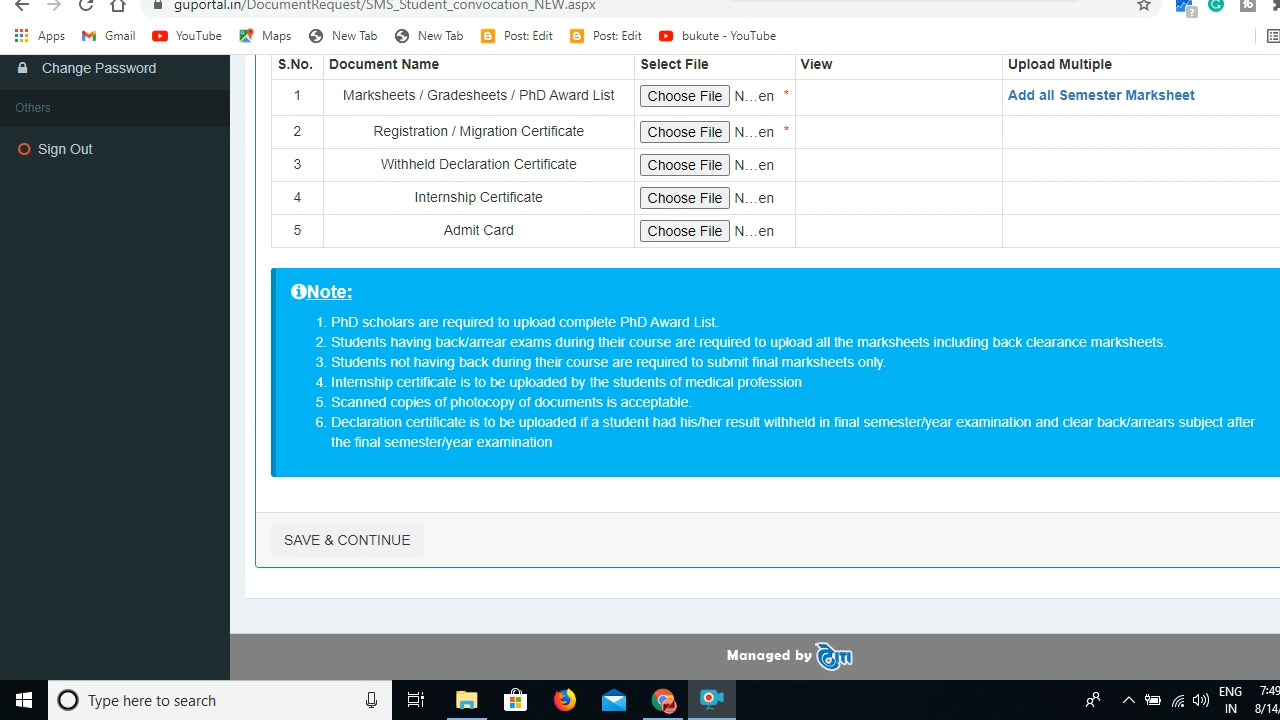 guportal.in/DocumentRequest/SMS_Student_convocation_NEW.aspx
Apps Gmail YouTube Maps New Tab New Tab Post: Edit Post: Edit bukute - YouTube
Change Password
Others
Sign Out
S.No. Document Name Select File View Upload Multiple
1 Marksheets / Gradesheets / PhD Award List Choose File N...en * Add all Semester Marksheet
2 Registration / Migration Certificate Choose File N...en *
3 Withheld Declaration Certificate Choose File N...en
4 Internship Certificate Choose File N...en
5 Admit Card Choose File N...en
Note:
1. PhD scholars are required to upload complete PhD Award List.
2. Students having back/arrear exams during their course are required to upload all the marksheets including back clearance marksheets.
3. Students not having back during their course are required to submit final marksheets only.
4. Internship certificate is to be uploaded by the students of medical profession
5. Scanned copies of photocopy of documents is acceptable.
6. Declaration certificate is to be uploaded if a student had his/her result withheld in final semester/year examination and clear back/arrears subject after
the final semester/year examination
SAVE & CONTINUE
Managed by
Type here to search
ENG 7:49
IN 8/14/